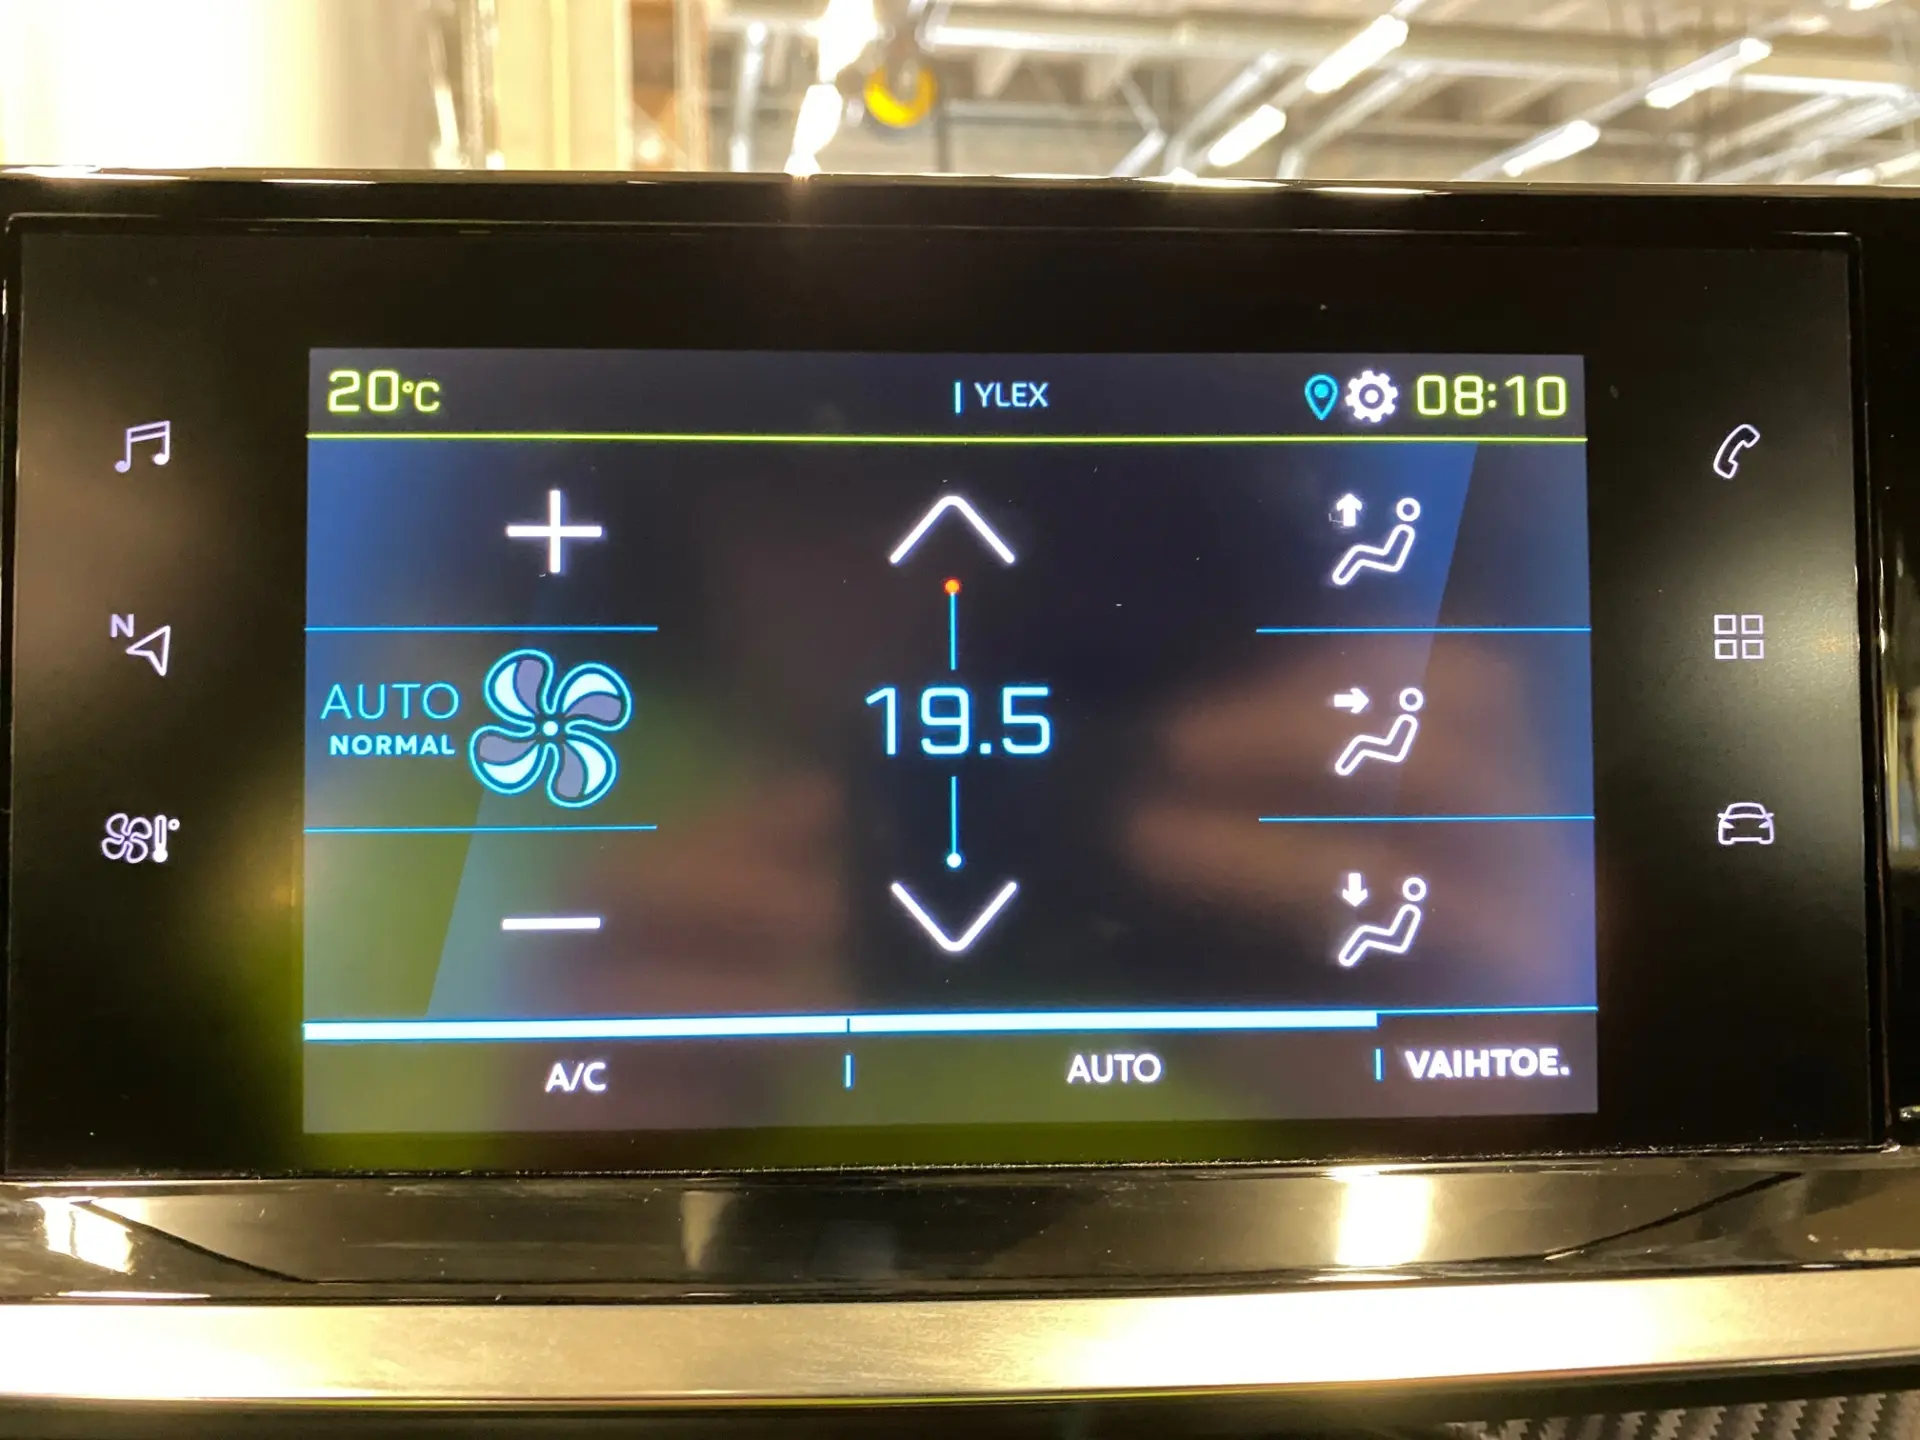 20°C | YLEX 08:10
N
AUTO
NORMAL
19.5
A/C | AUTO | VAIHTOE.